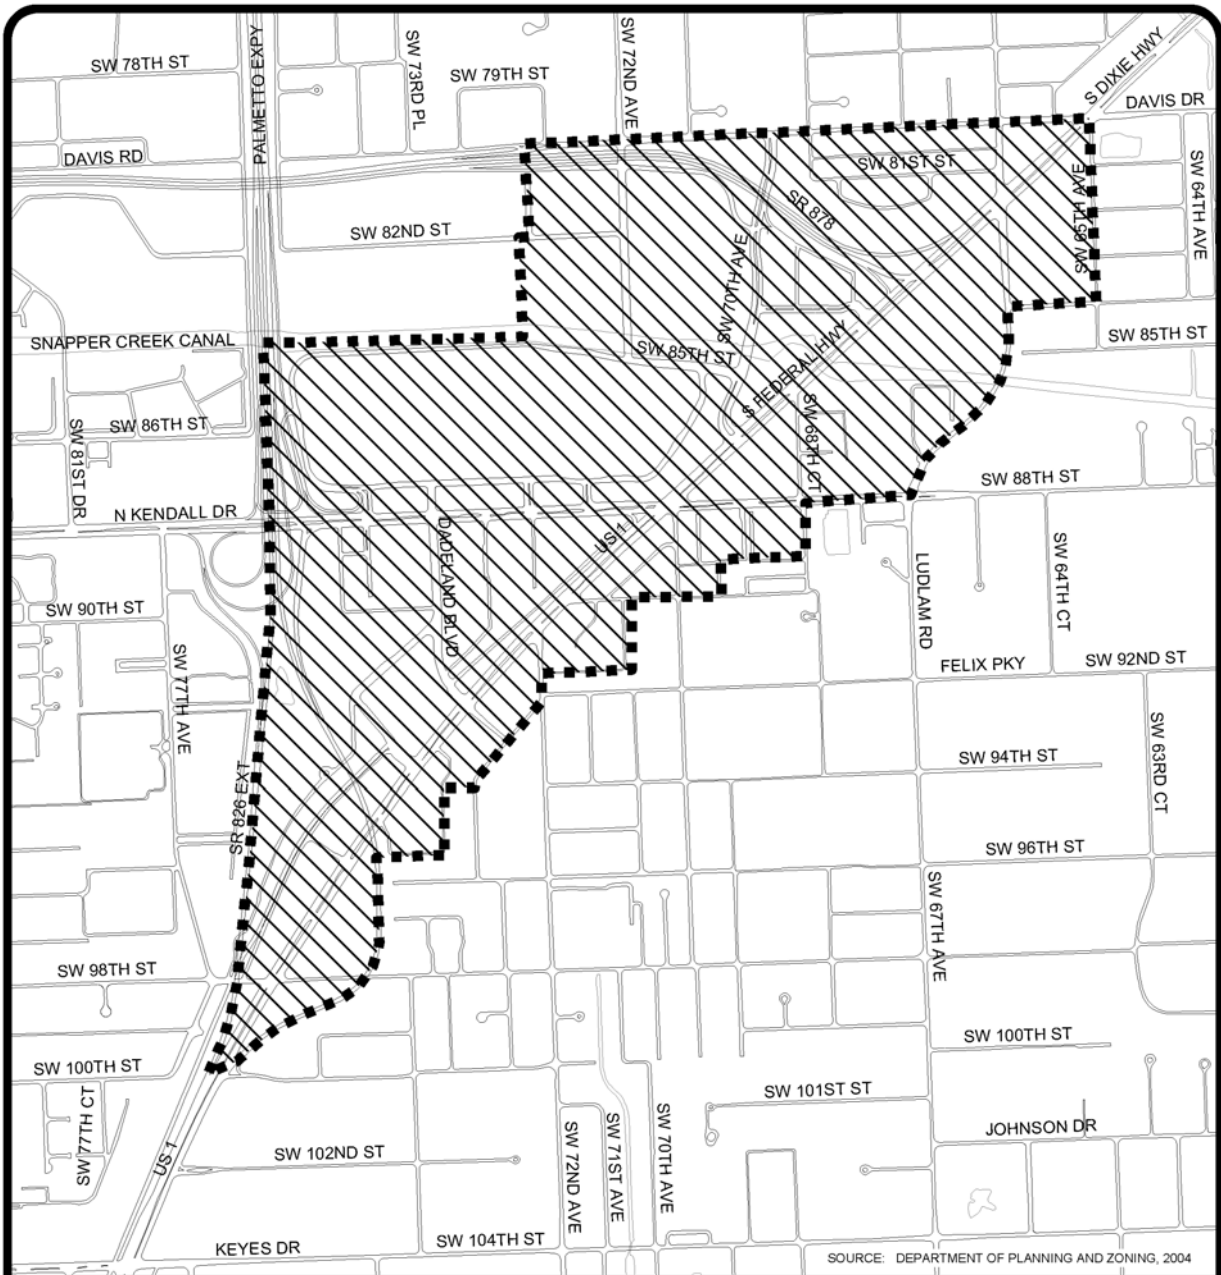 SW 78TH ST
PALMETTO EXPY
SW 73RD PL
SW 79TH ST
SW 72ND AVE
S DIXIE HWY
DAVIS DR
DAVIS RD
SW 81ST ST
SW 65TH AVE
SW 64TH AVE
SR 878
SW 82ND ST
SW 70TH AVE
SNAPPER CREEK CANAL
SW 85TH ST
SW 85TH ST
S FEDERAL HWY
SW 86TH ST
SW 81ST DR
SW 68TH CT
SW 88TH ST
N KENDALL DR
DADELAND BLVD
US 1
LUDLAM RD
SW 64TH CT
SW 90TH ST
SW 77TH AVE
FELIX PKY
SW 92ND ST
SR 826 EXT
SW 94TH ST
SW 63RD CT
SW 96TH ST
SW 67TH AVE
SW 98TH ST
SW 100TH ST
SW 100TH ST
SW 77TH CT
US 1
SW 101ST ST
SW 102ND ST
SW 72ND AVE
SW 71ST AVE
SW 70TH AVE
JOHNSON DR
KEYES DR
SW 104TH ST
SOURCE: DEPARTMENT OF PLANNING AND ZONING, 2004